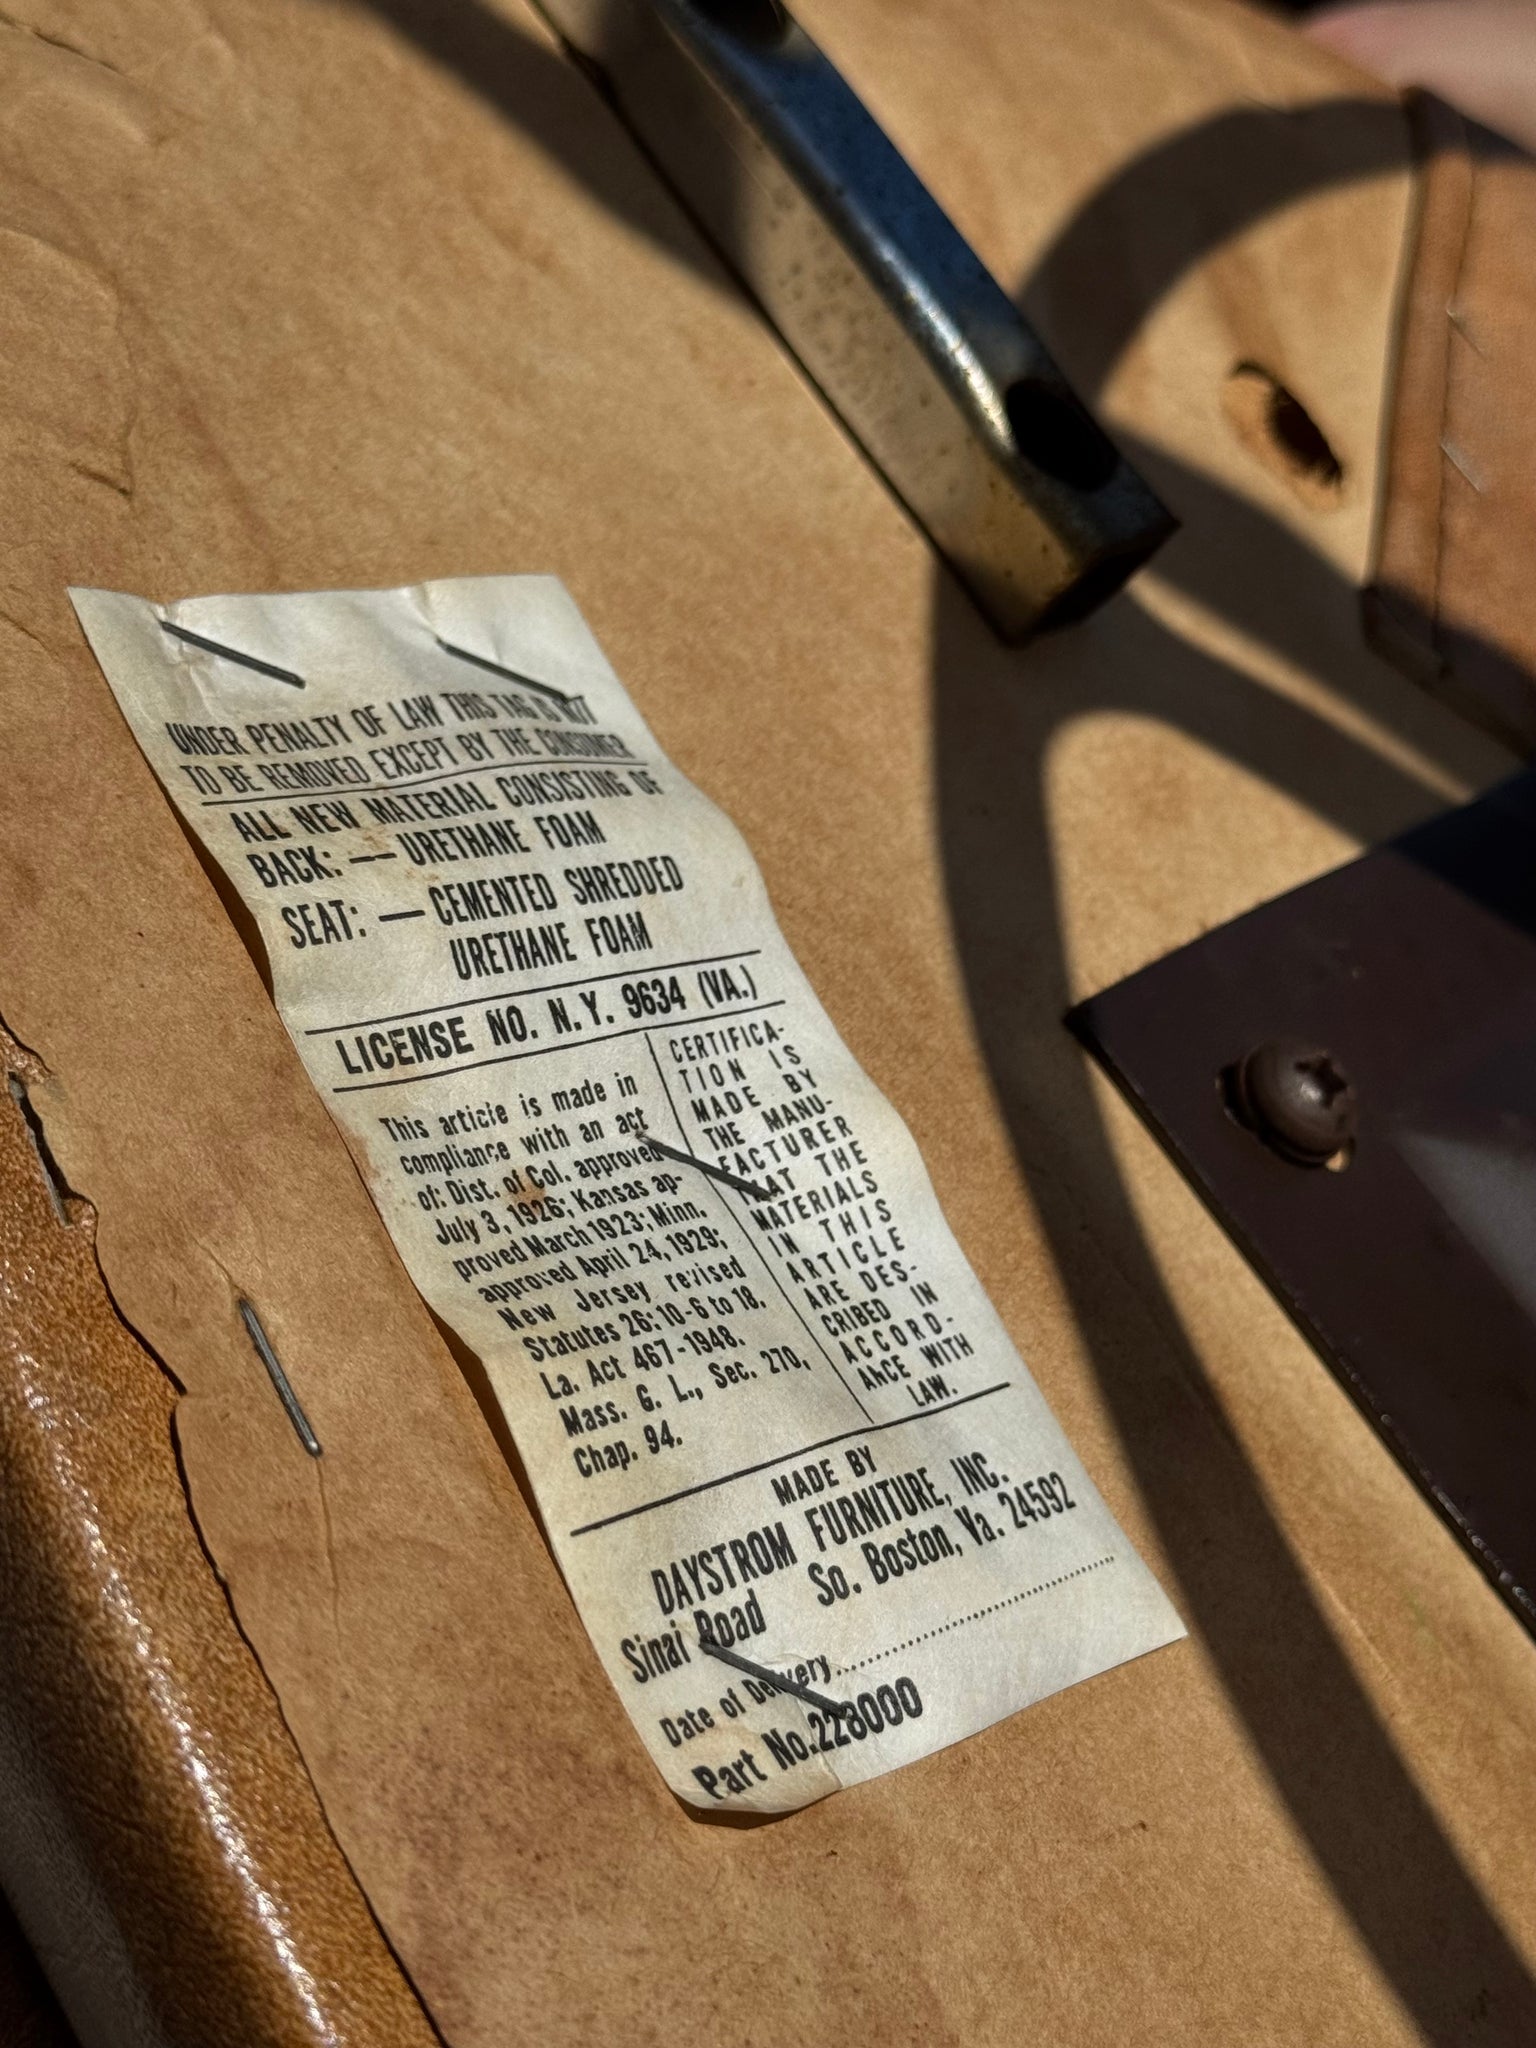 UNDER PENALTY OF LAW THIS TAG IS NOT
TO BE REMOVED EXCEPT BY THE CONSUMER
ALL NEW MATERIAL CONSISTING OF
BACK: -- URETHANE FOAM
SEAT: — CEMENTED SHREDDED
URETHANE FOAM
LICENSE NO. N.Y. 9634 (VA.)
This article is made in
compliance with an act
of: Dist. of Col. approved
July 3, 1926; Kansas ap-
proved March 1923; Minn.
approved April 24, 1929;
New Jersey revised
Statutes 26:10-6 to 18.
La. Act 467-1948.
Mass. G. L., Sec. 270,
Chap. 94.
CERTIFICA-
TION IS
MADE BY
THE MANU-
FACTURER
THAT THE
MATERIALS
IN THIS
ARTICLE
ARE DES-
CRIBED IN
ACCORD-
ANCE WITH
LAW.
MADE BY
DAYSTROM FURNITURE, INC.
Sinai Road So. Boston, Va. 24592
Date of Delivery....................
Part No.228000